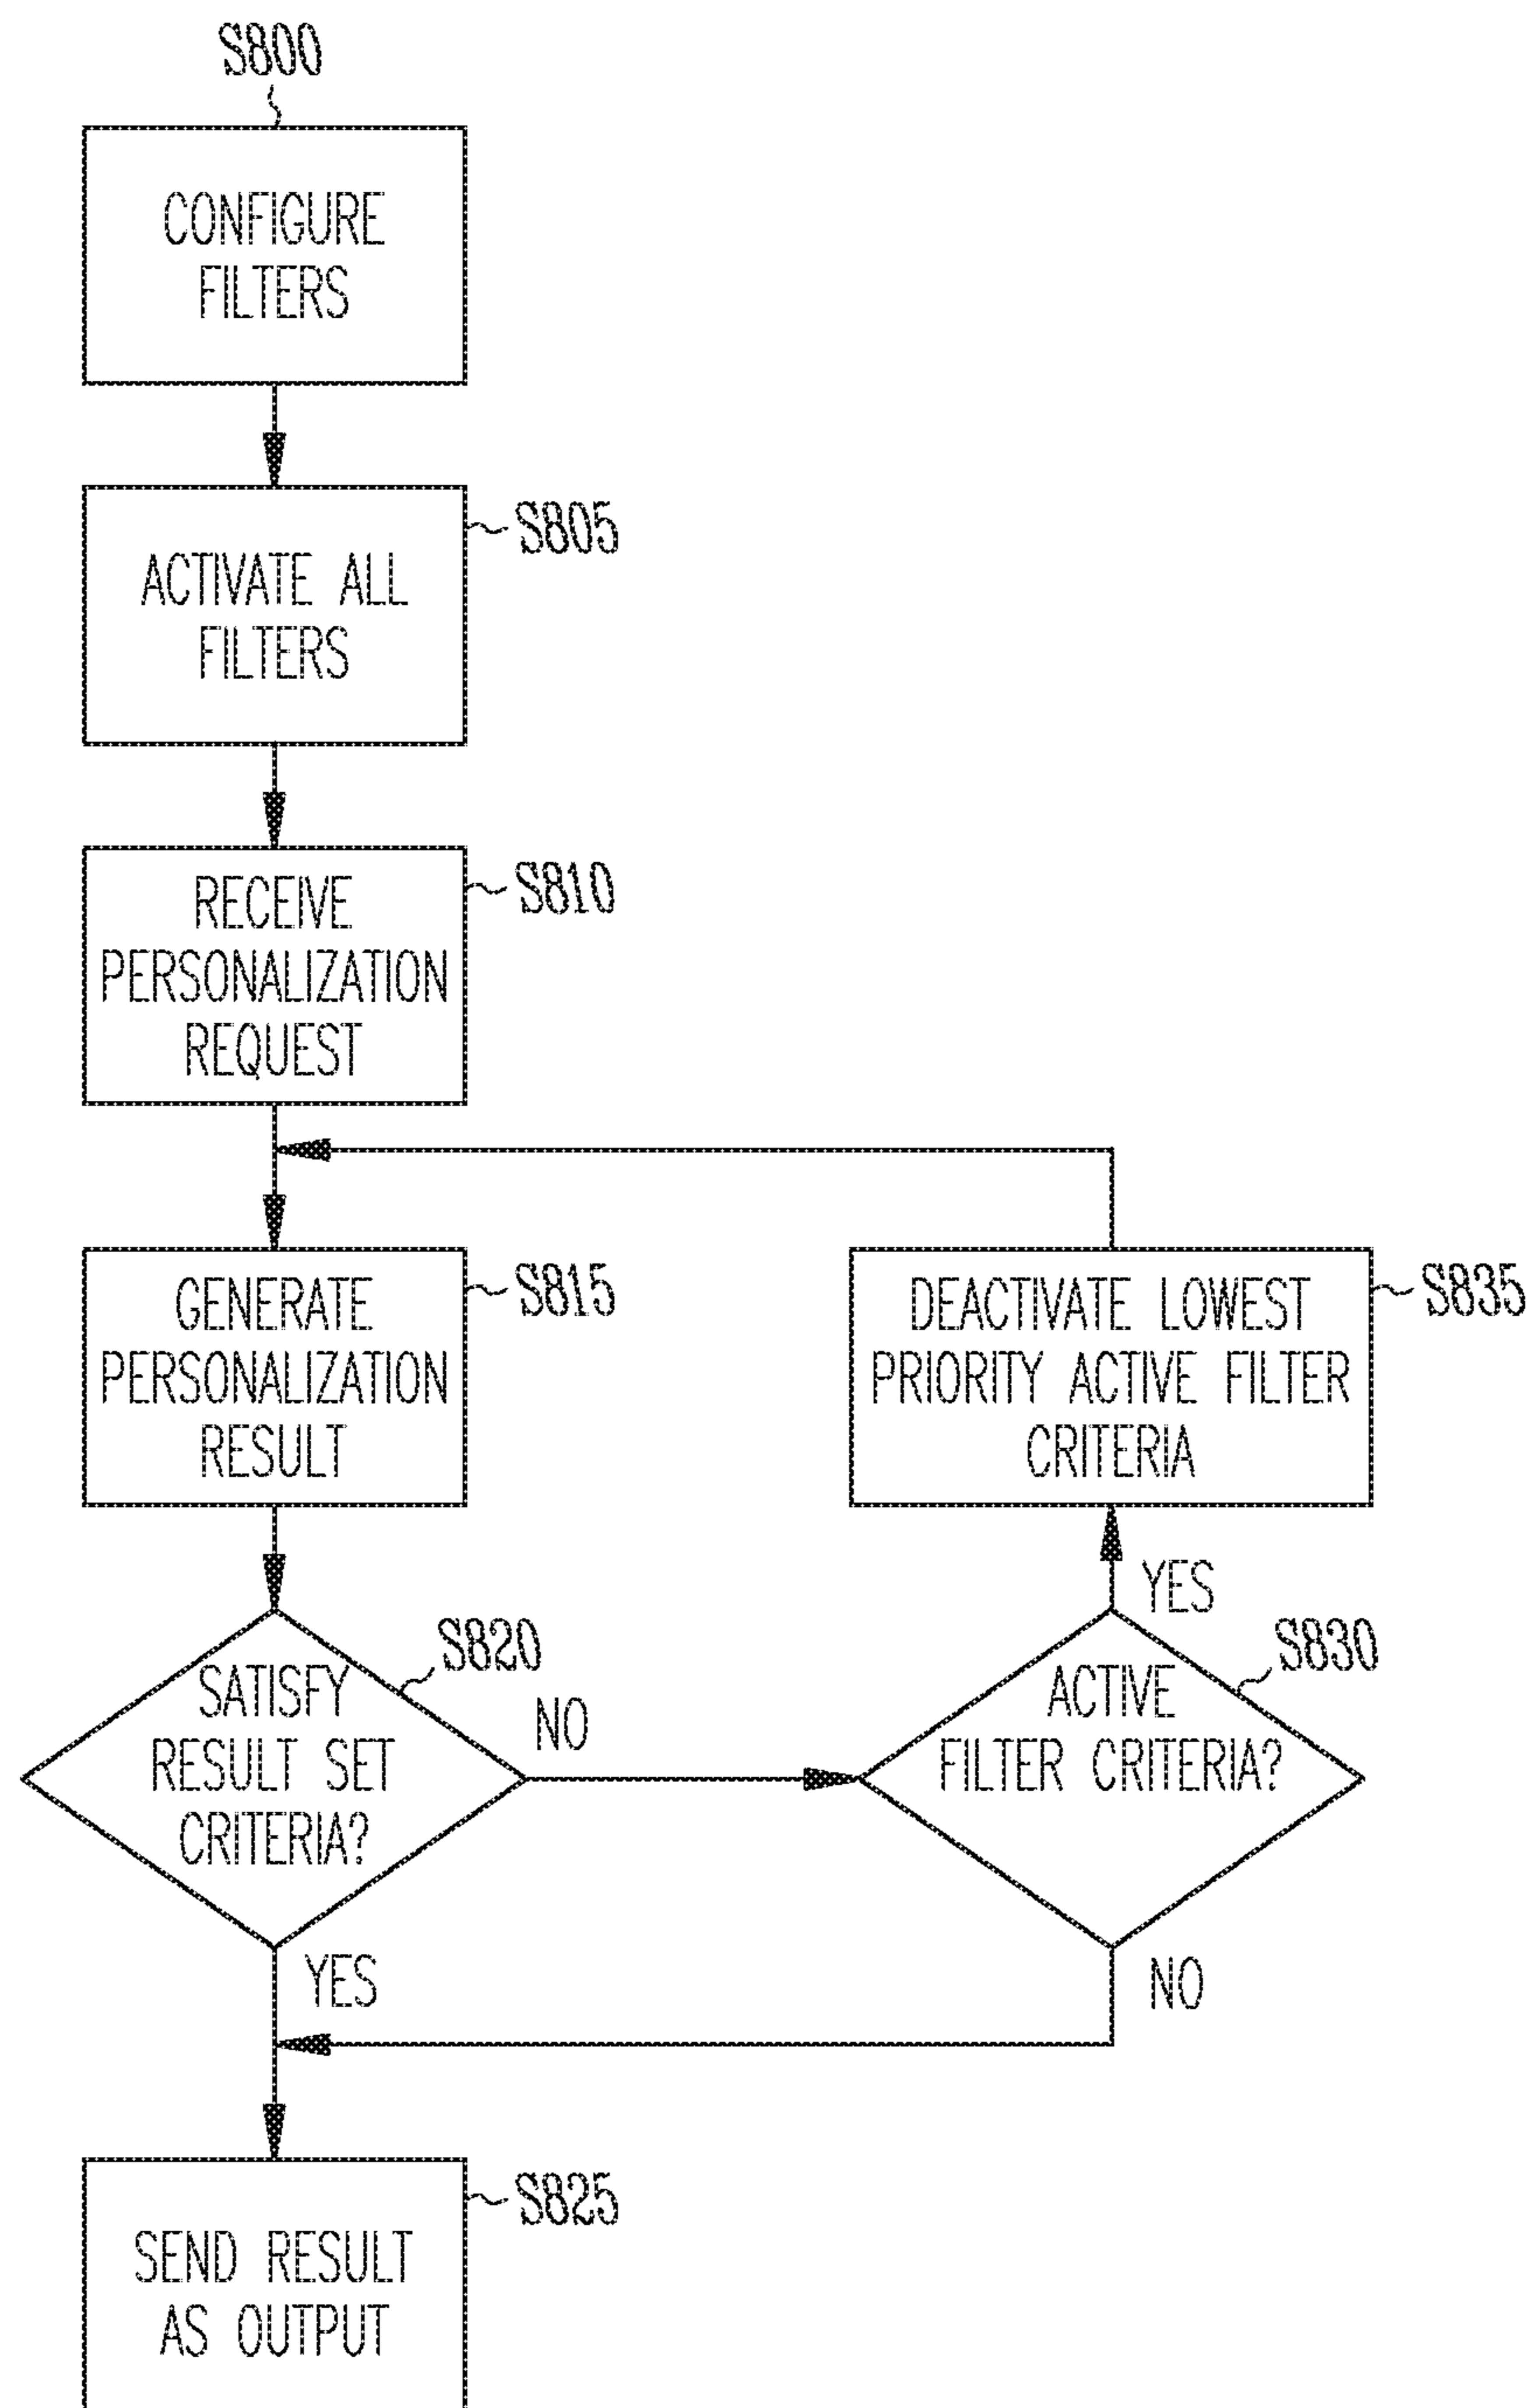 S800
CONFIGURE
FILTERS
S805
ACTIVATE ALL
FILTERS
S810
RECEIVE
PERSONALIZATION
REQUEST
S815
GENERATE
PERSONALIZATION
RESULT
S835
DEACTIVATE LOWEST
PRIORITY ACTIVE FILTER
CRITERIA
YES
S820
SATISFY
RESULT SET
CRITERIA?
NO
S830
ACTIVE
FILTER CRITERIA?
YES
NO
S825
SEND RESULT
AS OUTPUT